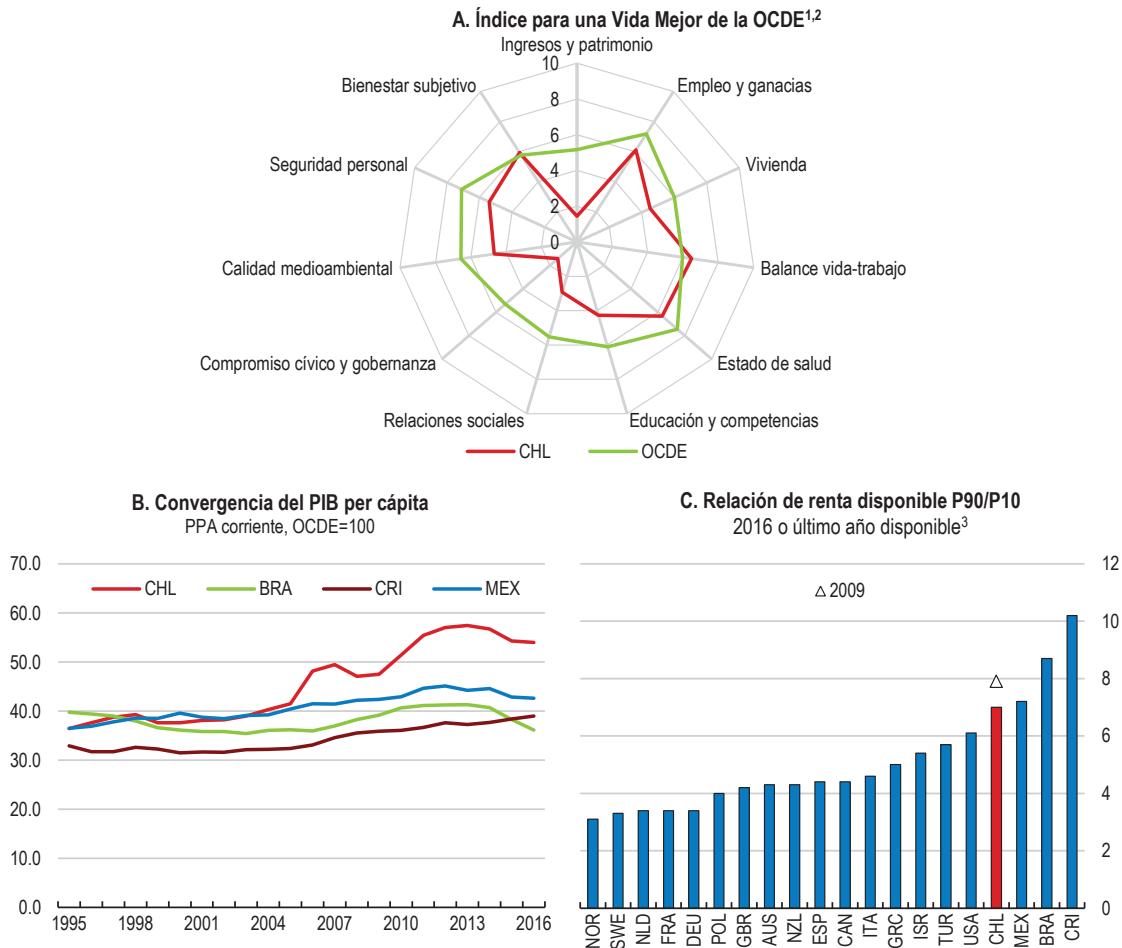 A. Índice para una Vida Mejor de la OCDE1,2
Ingresos y patrimonio
10
Bienestar subjetivo
Empleo y ganacias
8
Seguridad personal
6
Vivienda
4
2
0
Calidad medioambiental
Balance vida-trabajo
Compromiso cívico y gobernanza
Estado de salud
Relaciones sociales
Educación y competencias
CHL
OCDE
B. Convergencia del PIB per cápita
PPA corriente, OCDE=100
70.0
60.0
50.0
40.0
30.0
20.0
10.0
0.0
CHL
BRA
CRI
MEX
1995
1998
2001
2004
2007
2010
2013
2016
C. Relación de renta disponible P90/P10
2016 o último año disponible3
2009
12
10
8
6
4
2
0
NOR
SWE
NLD
FRA
DEU
POL
GBR
AUS
NZL
ESP
CAN
ITA
GRC
ISR
TUR
USA
CHL
MEX
BRA
CRI